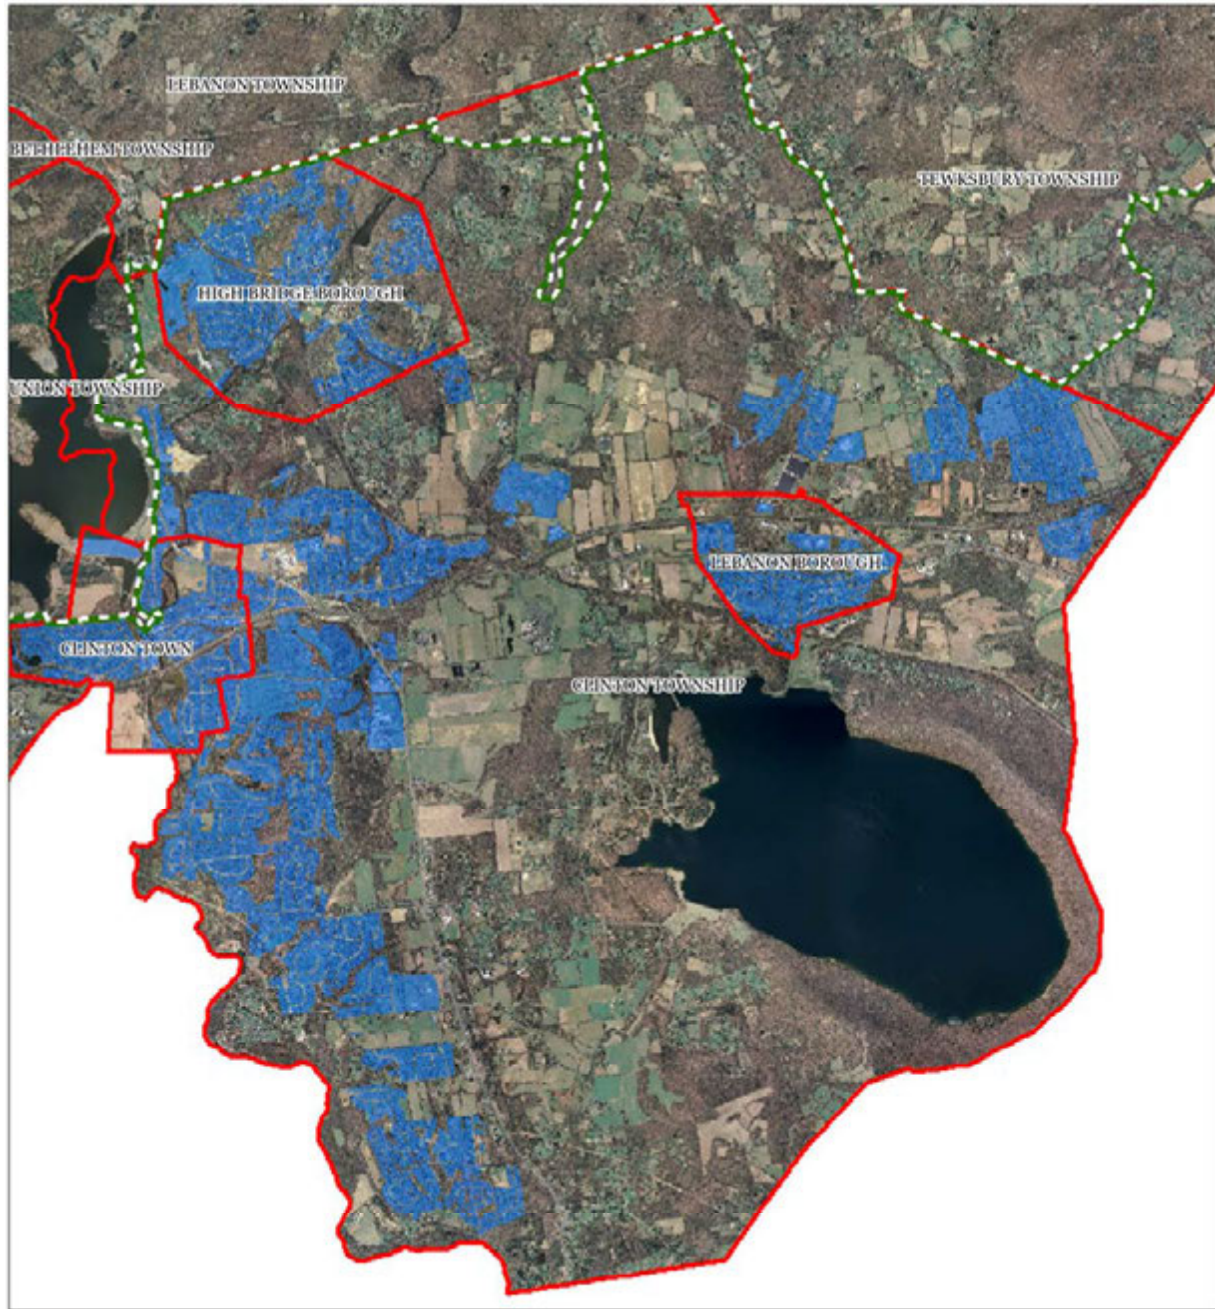 LEBANON TOWNSHIP
BETHLEHEM TOWNSHIP
TEWKSBURY TOWNSHIP
HIGH BRIDGE BOROUGH
UNION TOWNSHIP
LEBANON BOROUGH
CLINTON TOWN
CLINTON TOWNSHIP